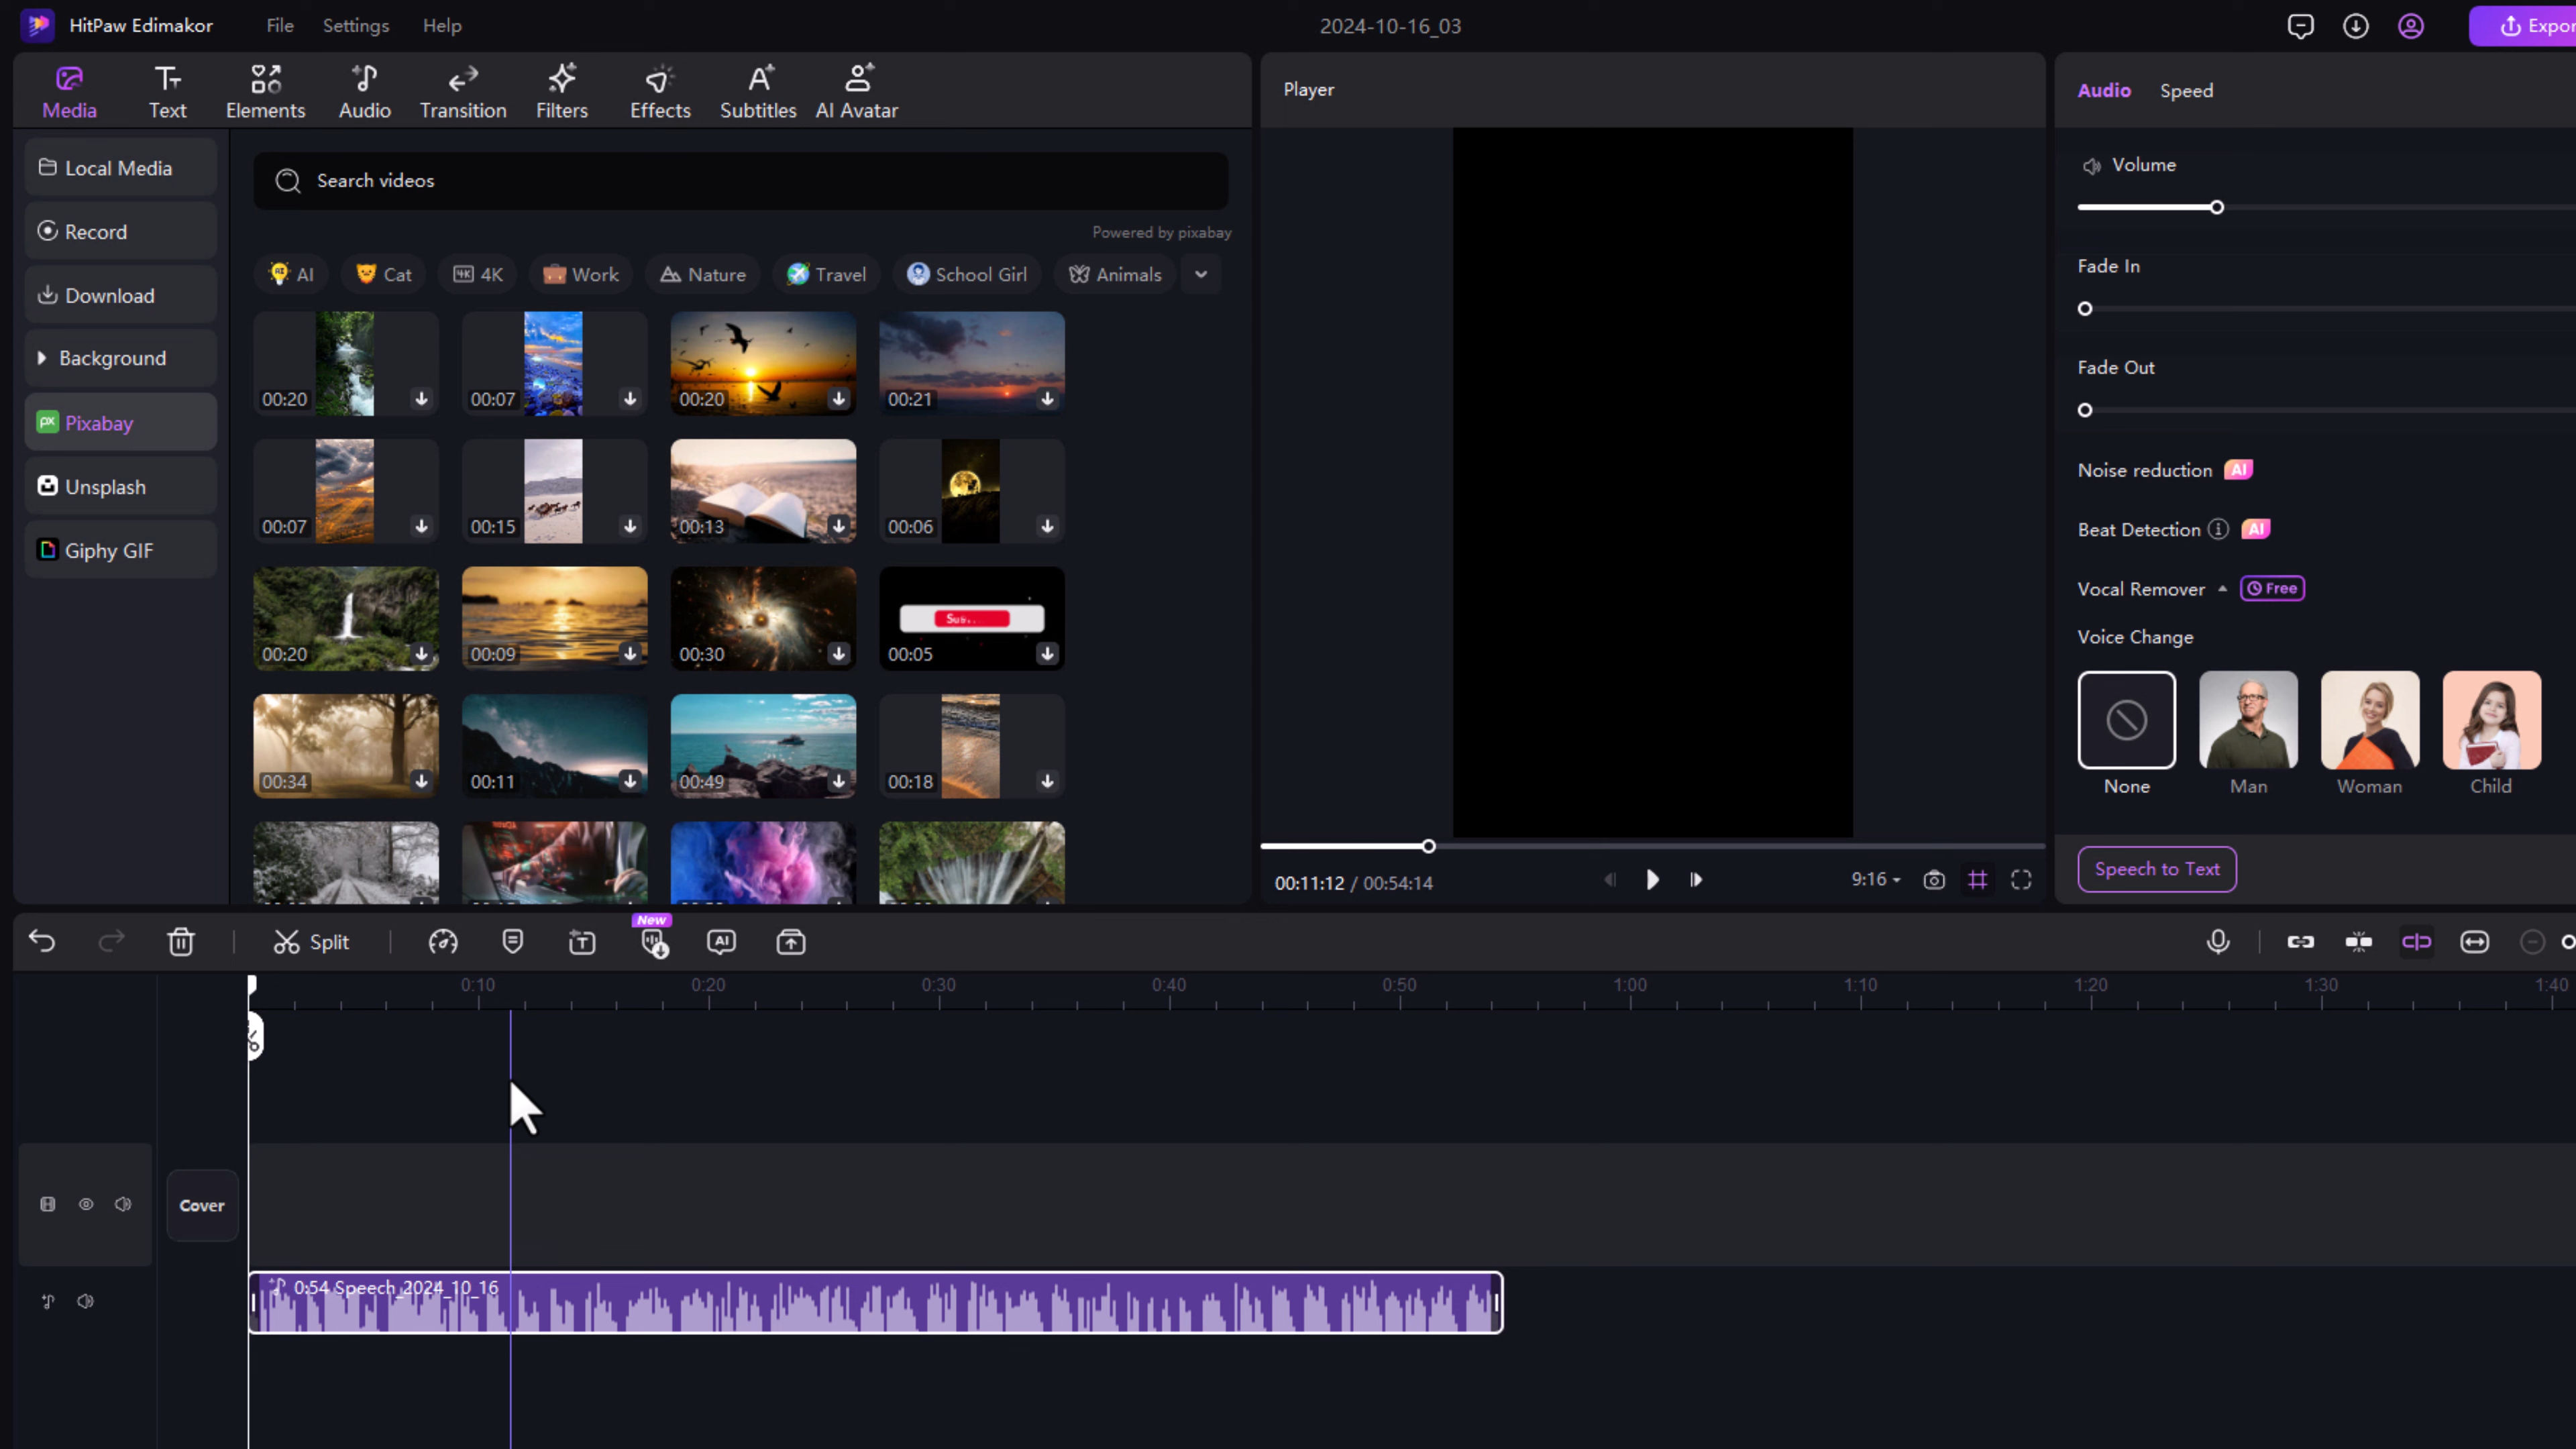 HitPaw Edimakor File Settings Help 2024-10-16_03
Media Text Elements Audio Transition Filters Effects Subtitles AI Avatar
Local Media
Record
Download
Background
Pixabay
Unsplash
Giphy GIF
Search videos
Powered by pixabay
AI Cat 4K Work Nature Travel School Girl Animals
00:20 00:07 00:20 00:21
00:07 00:15 00:13 00:06
00:20 00:09 00:30 00:05
00:34 00:11 00:49 00:18
Player
00:11:12 / 00:54:14 9:16
Expor
Audio Speed
Volume
Fade In
Fade Out
Noise reduction AI
Beat Detection AI
Vocal Remover Free
Voice Change
None Man Woman Child
Speech to Text
Split New AI
0:10 0:20 0:30 0:40 0:50 1:00 1:10 1:20 1:30 1:40
Cover
0:54 Speech_2024_10_16